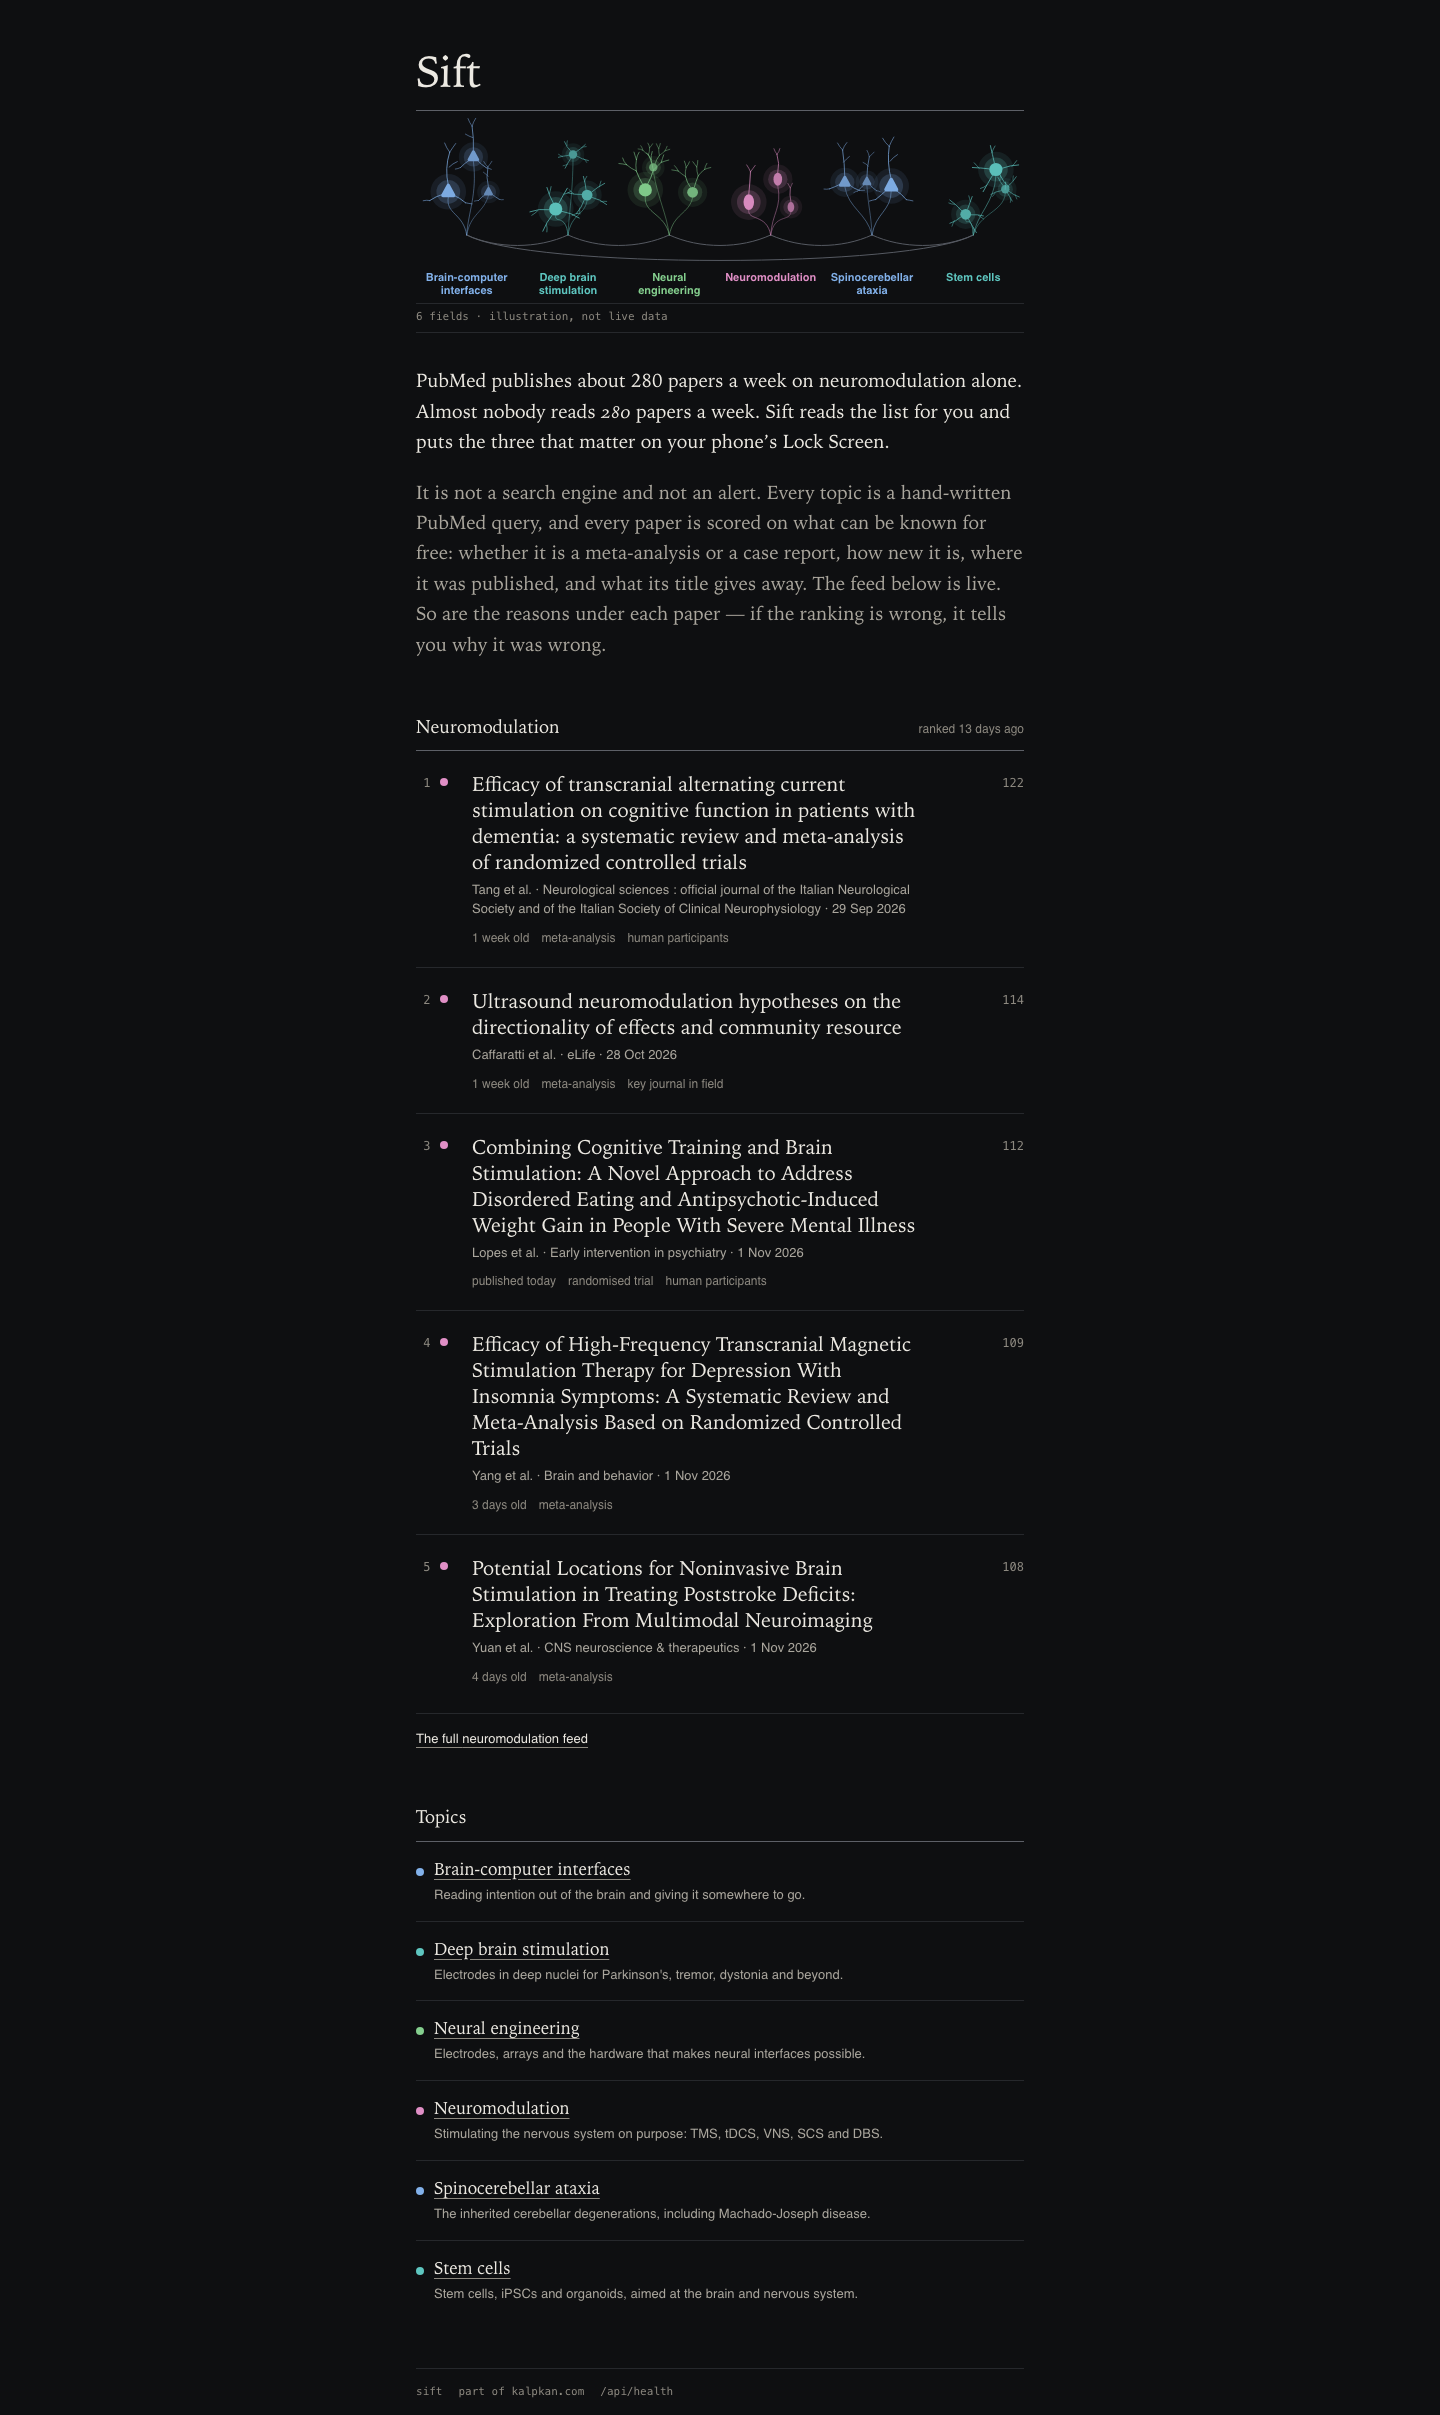 Sift
Brain-computer
interfaces
Deep brain
stimulation
Neural
engineering
Neuromodulation
Spinocerebellar
ataxia
Stem cells
6 fields · illustration, not live data
PubMed publishes about 280 papers a week on neuromodulation alone.
Almost nobody reads 280 papers a week. Sift reads the list for you and
puts the three that matter on your phone’s Lock Screen.
It is not a search engine and not an alert. Every topic is a hand-written
PubMed query, and every paper is scored on what can be known for
free: whether it is a meta-analysis or a case report, how new it is, where
it was published, and what its title gives away. The feed below is live.
So are the reasons under each paper — if the ranking is wrong, it tells
you why it was wrong.
Neuromodulation ranked 13 days ago
1 Efficacy of transcranial alternating current 122
stimulation on cognitive function in patients with
dementia: a systematic review and meta-analysis
of randomized controlled trials
Tang et al. · Neurological sciences : official journal of the Italian Neurological
Society and of the Italian Society of Clinical Neurophysiology · 29 Sep 2026
1 week old meta-analysis human participants
2 Ultrasound neuromodulation hypotheses on the 114
directionality of effects and community resource
Caffaratti et al. · eLife · 28 Oct 2026
1 week old meta-analysis key journal in field
3 Combining Cognitive Training and Brain 112
Stimulation: A Novel Approach to Address
Disordered Eating and Antipsychotic-Induced
Weight Gain in People With Severe Mental Illness
Lopes et al. · Early intervention in psychiatry · 1 Nov 2026
published today randomised trial human participants
4 Efficacy of High-Frequency Transcranial Magnetic 109
Stimulation Therapy for Depression With
Insomnia Symptoms: A Systematic Review and
Meta-Analysis Based on Randomized Controlled
Trials
Yang et al. · Brain and behavior · 1 Nov 2026
3 days old meta-analysis
5 Potential Locations for Noninvasive Brain 108
Stimulation in Treating Poststroke Deficits:
Exploration From Multimodal Neuroimaging
Yuan et al. · CNS neuroscience & therapeutics · 1 Nov 2026
4 days old meta-analysis
The full neuromodulation feed
Topics
Brain-computer interfaces
Reading intention out of the brain and giving it somewhere to go.
Deep brain stimulation
Electrodes in deep nuclei for Parkinson's, tremor, dystonia and beyond.
Neural engineering
Electrodes, arrays and the hardware that makes neural interfaces possible.
Neuromodulation
Stimulating the nervous system on purpose: TMS, tDCS, VNS, SCS and DBS.
Spinocerebellar ataxia
The inherited cerebellar degenerations, including Machado-Joseph disease.
Stem cells
Stem cells, iPSCs and organoids, aimed at the brain and nervous system.
sift part of kalpkan.com /api/health